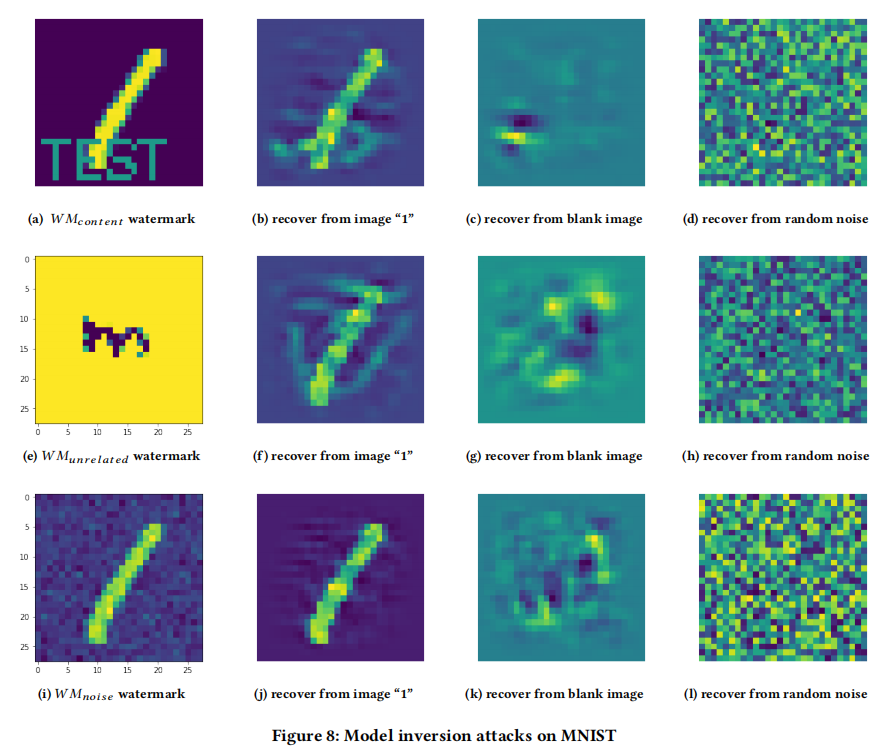 TEST
(a) WM_content watermark
(b) recover from image “1”
(c) recover from blank image
(d) recover from random noise
0
5
10
15
20
25
0 5 10 15 20 25
(e) WM_unrelated watermark
(f) recover from image “1”
(g) recover from blank image
(h) recover from random noise
0
5
10
15
20
25
0 5 10 15 20 25
(i) WM_noise watermark
(j) recover from image “1”
(k) recover from blank image
(l) recover from random noise
Figure 8: Model inversion attacks on MNIST